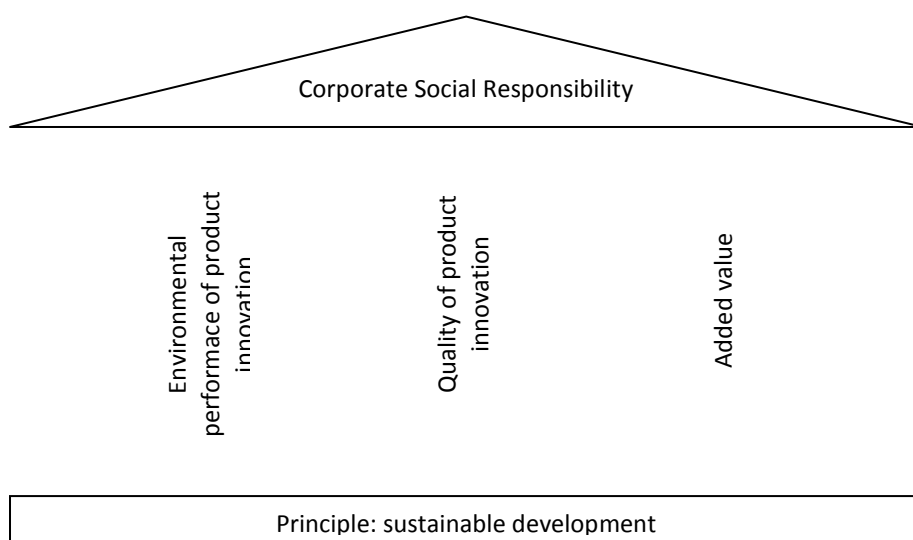 Corporate Social Responsibility
Environmental
performace of product
innovation
Quality of product
innovation
Added value
Principle: sustainable development